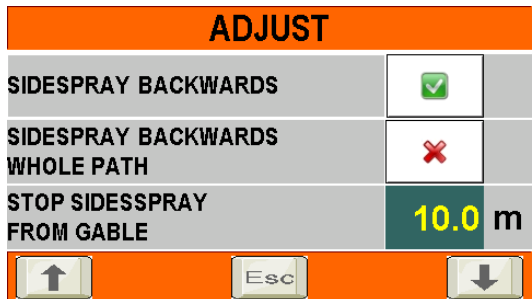 ADJUST
SIDESPRAY BACKWARDS
SIDESPRAY BACKWARDS
WHOLE PATH
STOP SIDESSPRAY
FROM GABLE
10.0 m
Esc